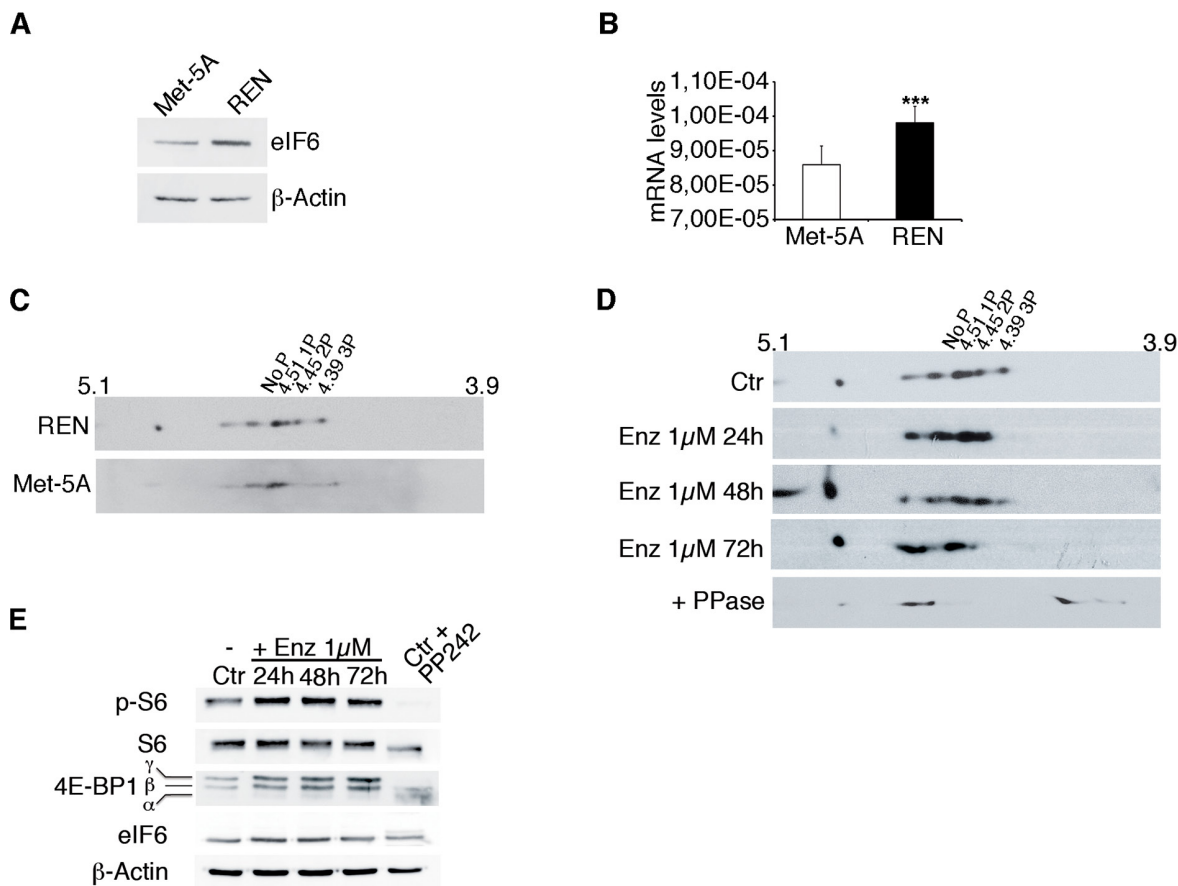 A
Met-5A REN
eIF6
β-Actin
B
mRNA levels
1,10E-04
1,00E-04
9,00E-05
8,00E-05
7,00E-05
***
Met-5A REN
C
5.1 No P 4.51 1P 4.45 2P 4.39 3P 3.9
REN
Met-5A
D
5.1 No P 4.51 1P 4.45 2P 4.39 3P 3.9
Ctr
Enz 1µM 24h
Enz 1µM 48h
Enz 1µM 72h
+ PPase
E
- + Enz 1µM Ctr + PP242
Ctr 24h 48h 72h
p-S6
S6
γ
4E-BP1 β
α
eIF6
β-Actin